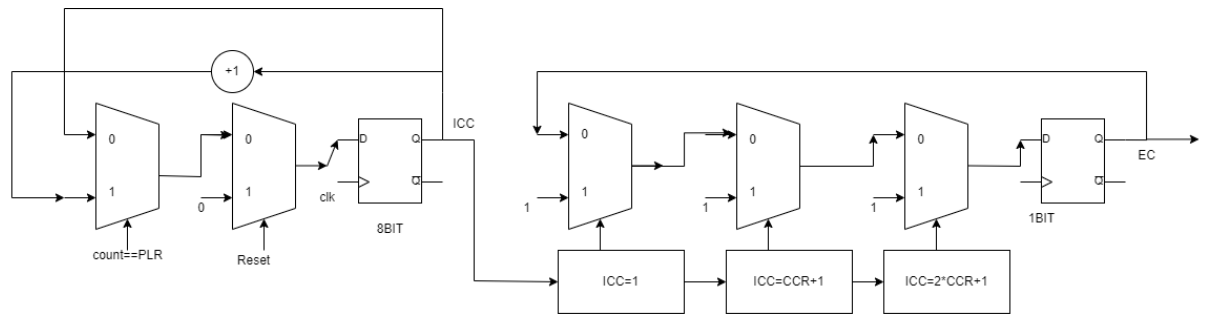 +1
0
1
count==PLR
0
1
0
Reset
clk
D
Q
Q
8BIT
ICC
0
1
1
0
1
1
0
1
1
D
Q
Q
1BIT
EC
ICC=1
ICC=CCR+1
ICC=2*CCR+1